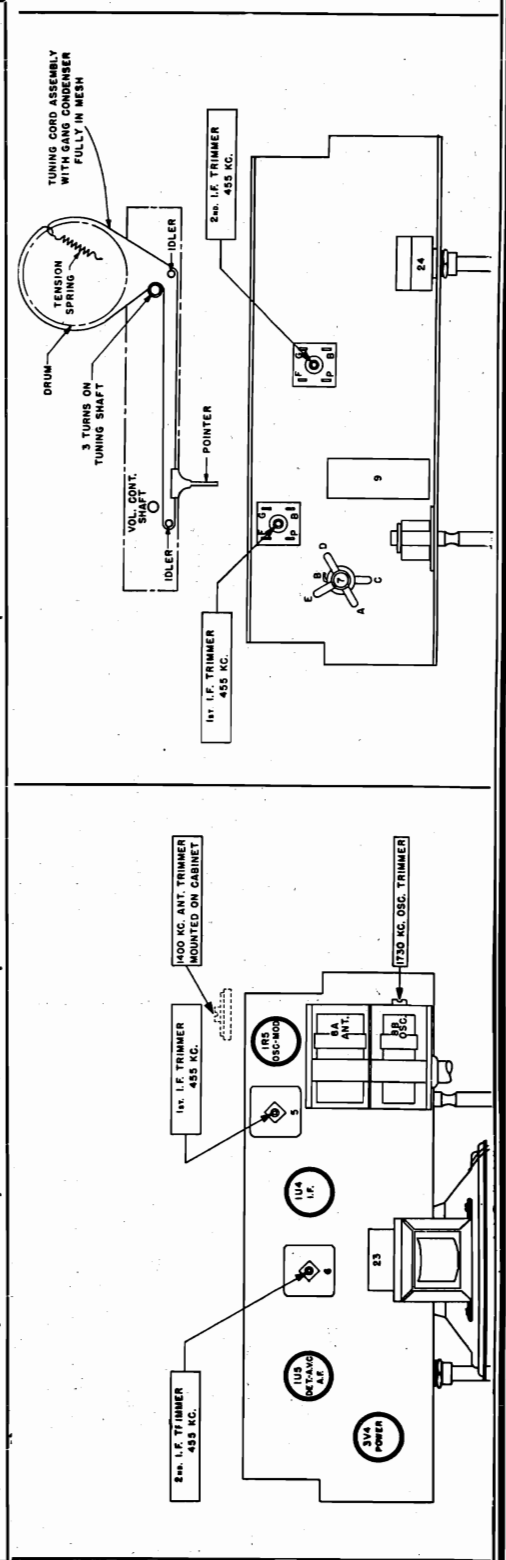 DRUM
TENSION
SPRING
TUNING CORD ASSEMBLY
WITH GANG CONDENSER
FULLY IN MESH
3 TURNS ON
TUNING SHAFT
IDLER
VOL. CONT.
SHAFT
IDLER
POINTER
1ST. I.F. TRIMMER
455 KC.
2ND. I.F. TRIMMER
455 KC.
F
G
P
B
F
G
P
B
E
B
D
7
A
C
9
24
2ND. I.F. TRIMMER
455 KC.
1ST. I.F. TRIMMER
455 KC.
1400 KC. ANT. TRIMMER
MOUNTED ON CABINET
1730 KC. OSC. TRIMMER
3V4
POWER
1U5
DET.-A.V.C.
A.F.
6
1U4
I.F.
5
1R5
OSC-MOD
8A
ANT.
8B
OSC.
23